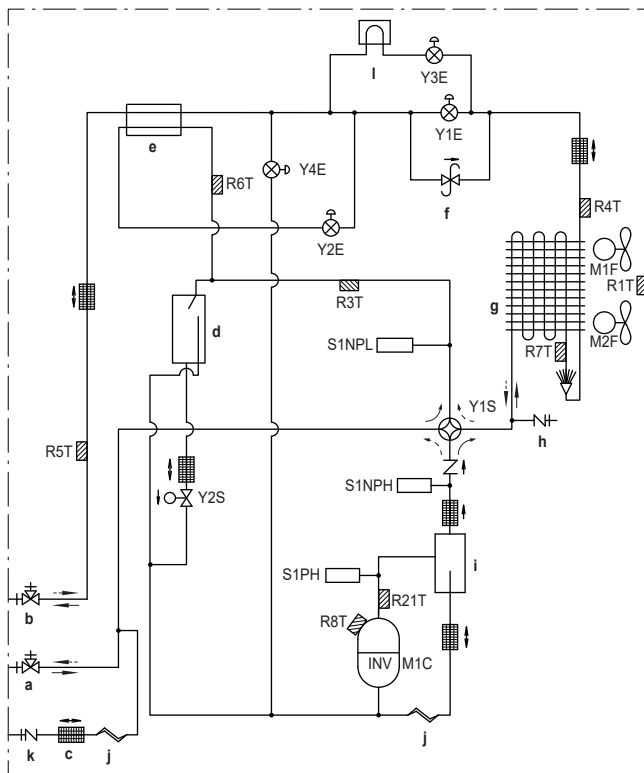 l
Y3E
Y1E
e
Y4E
R6T
f
R4T
Y2E
M1F
R1T
g
d
R3T
M2F
S1NPL
R7T
Y1S
h
R5T
S1NPH
Y2S
i
S1PH
R21T
b
R8T
INV
M1C
a
j
k
c
j